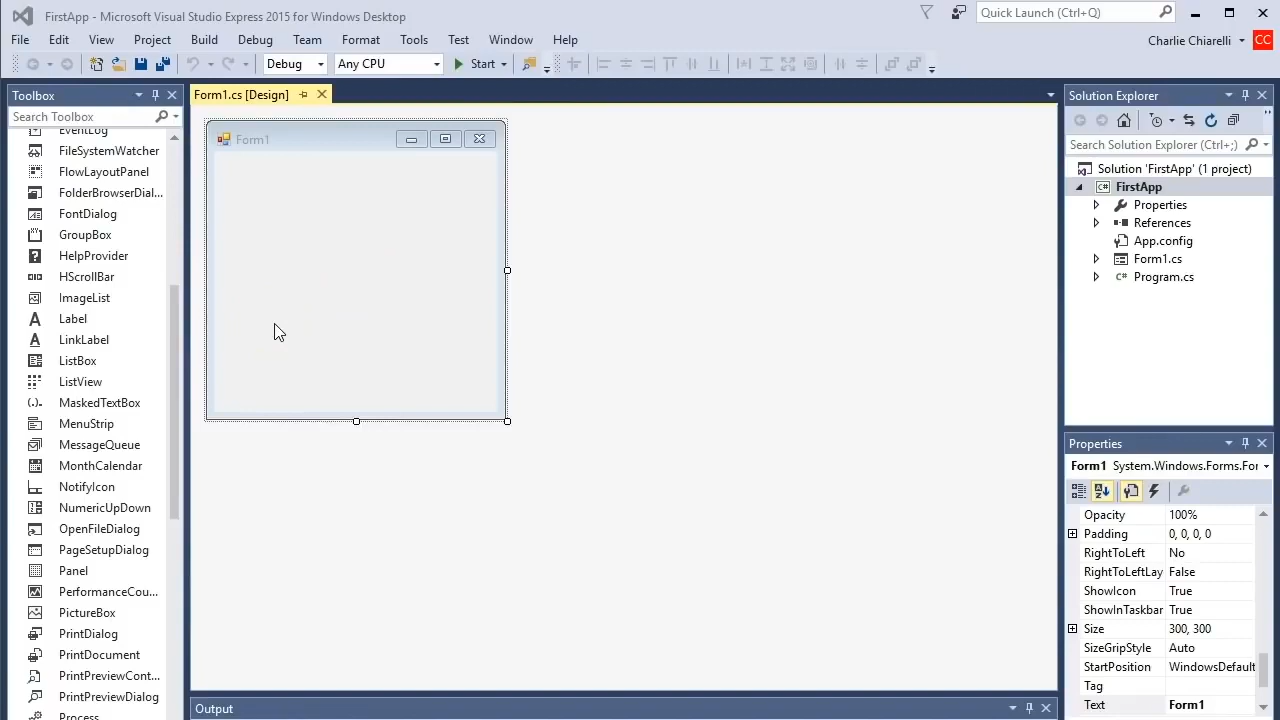 FirstApp - Microsoft Visual Studio Express 2015 for Windows Desktop
Quick Launch (Ctrl+Q)
File Edit View Project Build Debug Team Format Tools Test Window Help
Charlie Chiarelli CC
Debug Any CPU Start
Toolbox
Search Toolbox
EventLog
FileSystemWatcher
FlowLayoutPanel
FolderBrowserDial...
FontDialog
GroupBox
HelpProvider
HScrollBar
ImageList
Label
LinkLabel
ListBox
ListView
MaskedTextBox
MenuStrip
MessageQueue
MonthCalendar
NotifyIcon
NumericUpDown
OpenFileDialog
PageSetupDialog
Panel
PerformanceCou...
PictureBox
PrintDialog
PrintDocument
PrintPreviewCont...
PrintPreviewDialog
Process
Form1.cs [Design]
Form1
Output
Solution Explorer
Search Solution Explorer (Ctrl+;)
Solution 'FirstApp' (1 project)
C# FirstApp
Properties
References
App.config
Form1.cs
C# Program.cs
Properties
Form1 System.Windows.Forms.For
Opacity 100%
Padding 0, 0, 0, 0
RightToLeft No
RightToLeftLay False
ShowIcon True
ShowInTaskbar True
Size 300, 300
SizeGripStyle Auto
StartPosition WindowsDefault
Tag
Text Form1